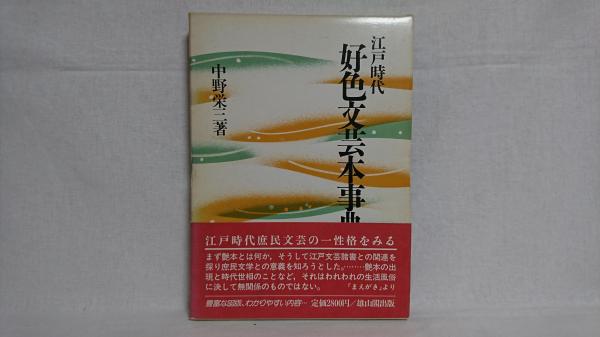 江戸時代
好色文芸本事典
中野栄三著
江戸時代庶民文芸の一性格をみる
まず艶本とは何か、そうして江戸文芸諸書との関連を
探り庶民文学との意義を知ろうとした。……艶本の出
現と時代世相のことなど、それはわれわれの生活風俗
に決して無関係のものではない。 「まえがき」より
豊富な図版、わかりやすい内容… 定価2800円/雄山閣出版